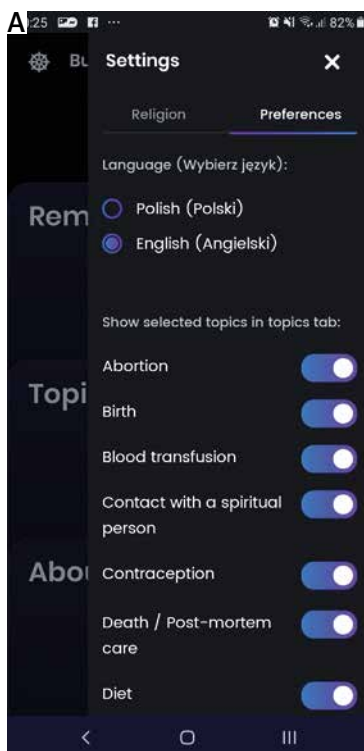 A
:25 82%
Bu Settings
Religion Preferences
Language (Wybierz język):
Polish (Polski)
English (Angielski)
Show selected topics in topics tab:
Rem
Abortion
Topi
Birth
Blood transfusion
Contact with a spiritual
person
Abou
Contraception
Death / Post-mortem
care
Diet